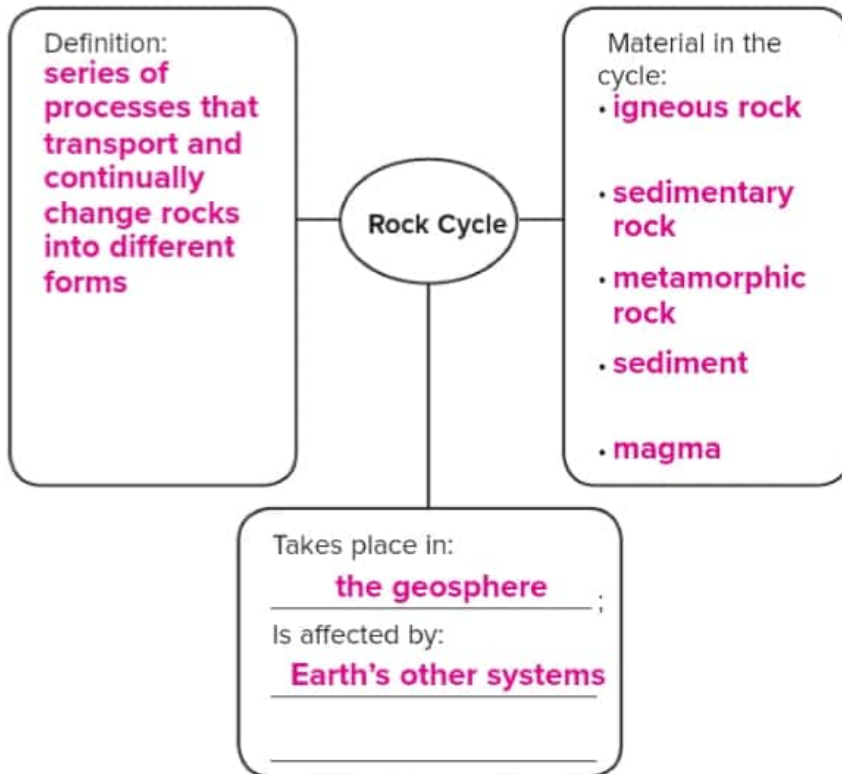 Definition:
series of
processes that
transport and
continually
change rocks
into different
forms
Rock Cycle
Material in the
cycle:
• igneous rock
• sedimentary
rock
• metamorphic
rock
• sediment
• magma
Takes place in:
the geosphere ;
Is affected by:
Earth's other systems